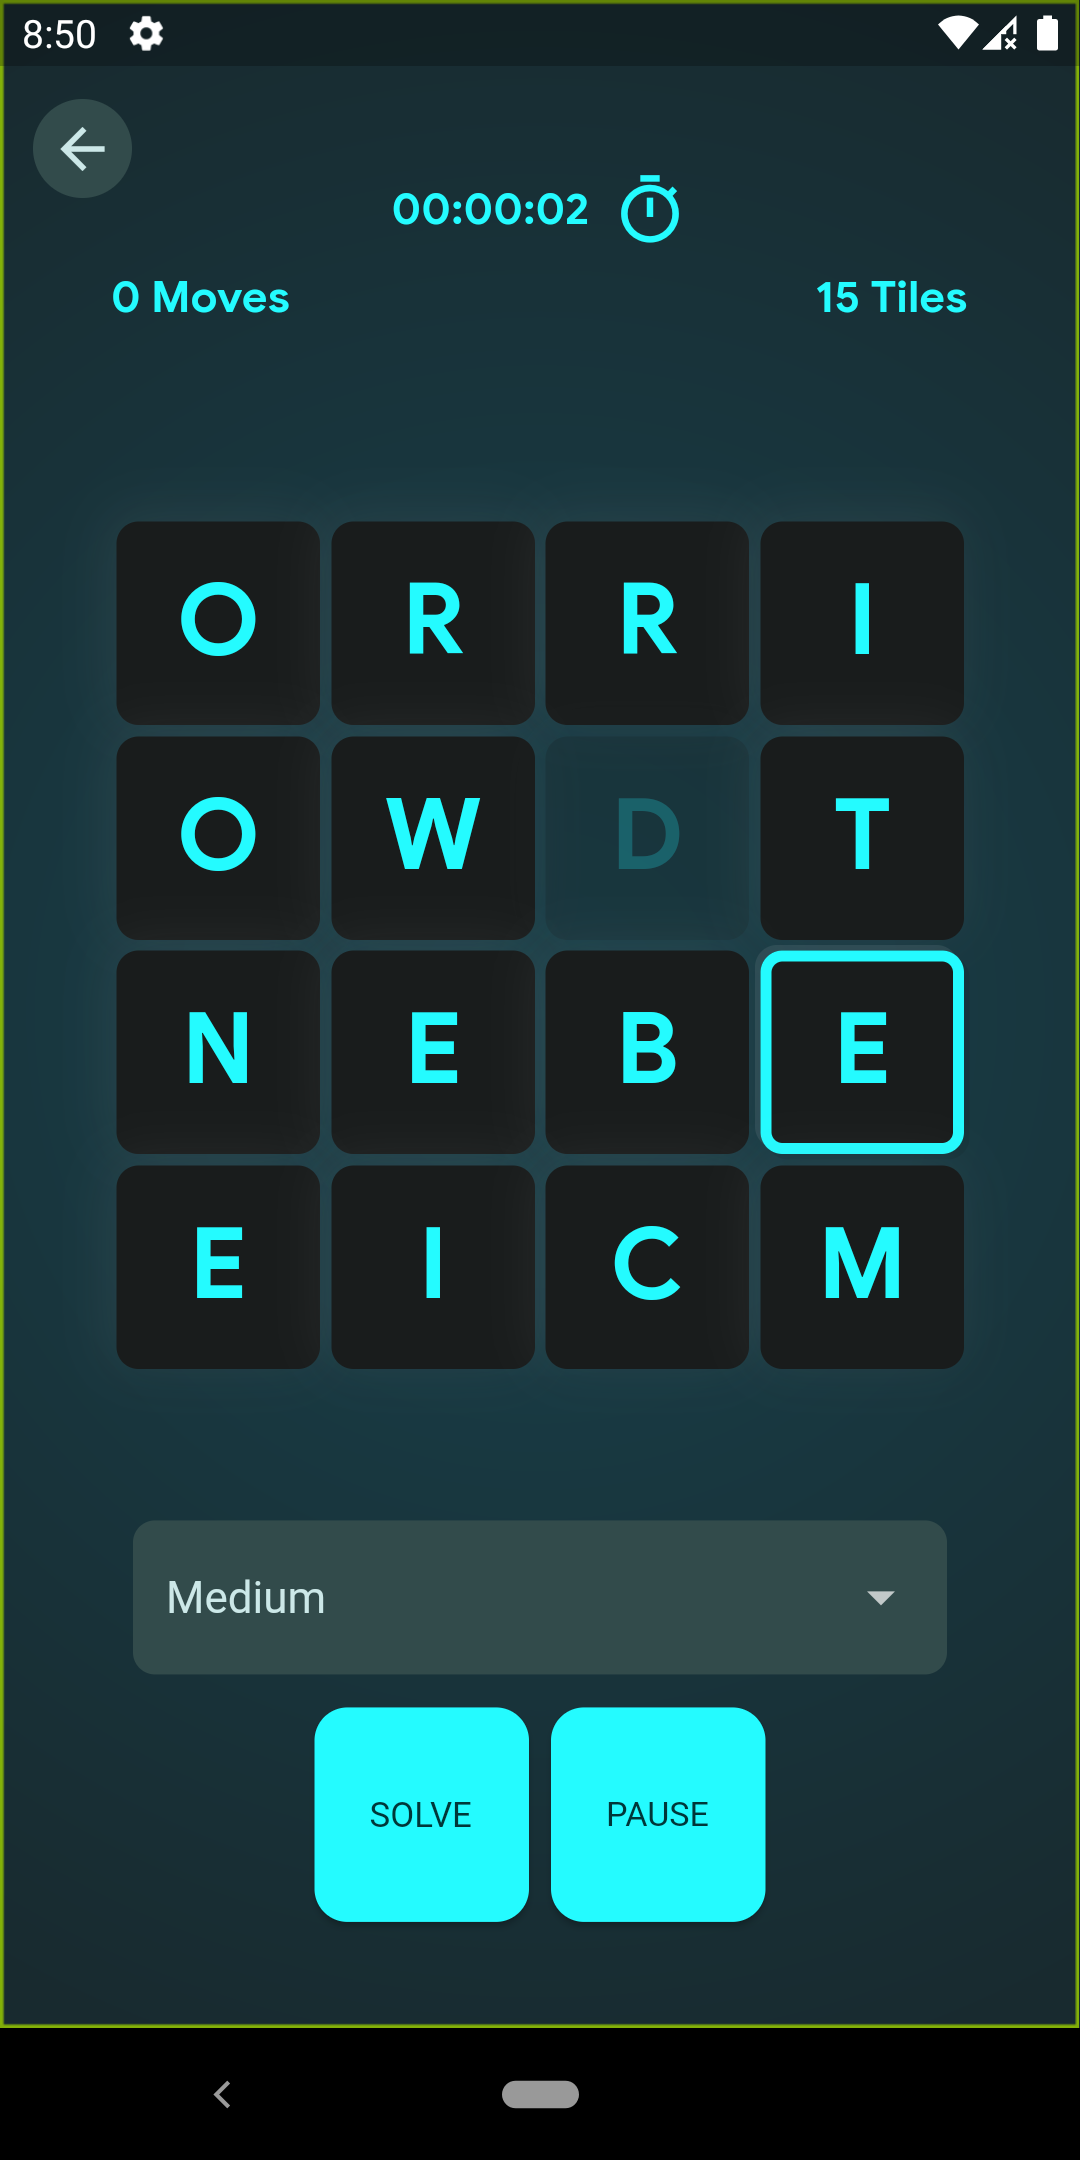 8:50
00:00:02
0 Moves 15 Tiles
O R R I
O W D T
N E B E
E I C M
Medium
SOLVE PAUSE